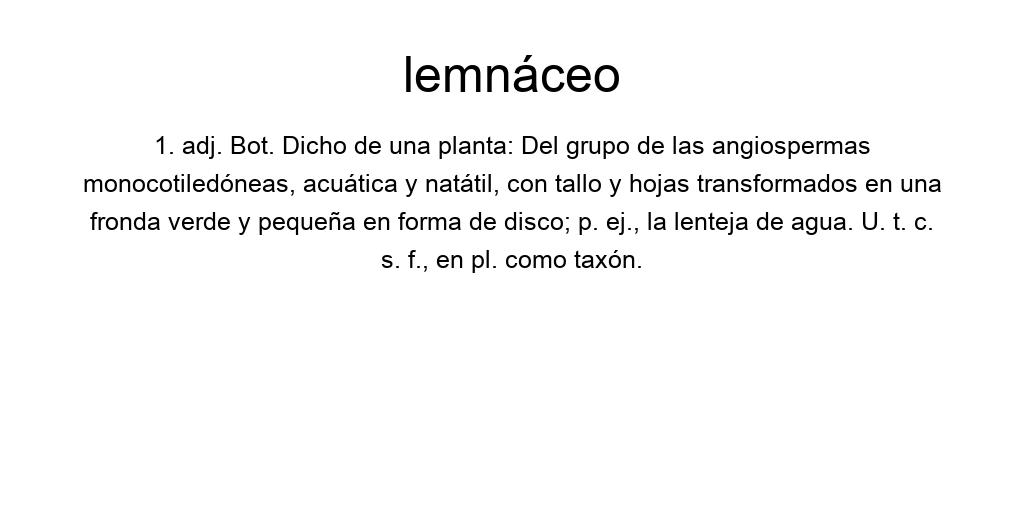 lemnáceo
1. adj. Bot. Dicho de una planta: Del grupo de las angiospermas
monocotiledóneas, acuática y natátil, con tallo y hojas transformados en una
fronda verde y pequeña en forma de disco; p. ej., la lenteja de agua. U. t. c.
s. f., en pl. como taxón.